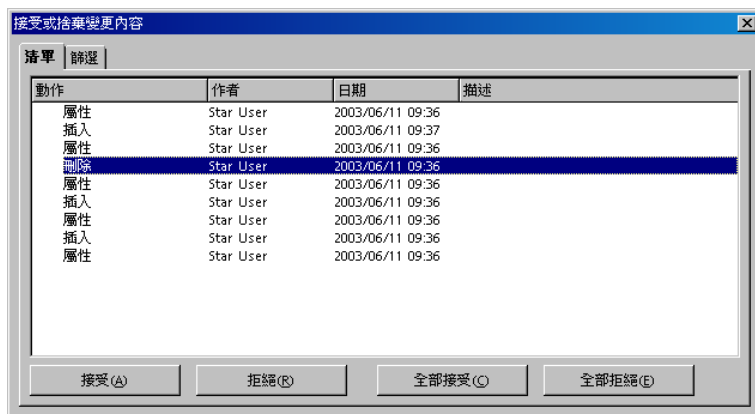 接受或捨棄變更內容
清單 篩選
動作 作者 日期 描述
屬性 Star User 2003/06/11 09:36
插入 Star User 2003/06/11 09:37
屬性 Star User 2003/06/11 09:36
刪除 Star User 2003/06/11 09:36
屬性 Star User 2003/06/11 09:36
插入 Star User 2003/06/11 09:36
屬性 Star User 2003/06/11 09:36
插入 Star User 2003/06/11 09:36
屬性 Star User 2003/06/11 09:36
接受(A) 拒絕(R) 全部接受(C) 全部拒絕(E)